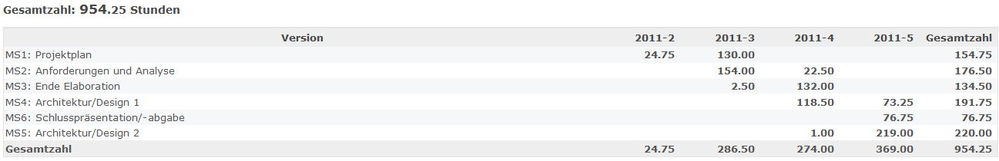 Gesamtzahl: 954.25 Stunden
Version 2011-2 2011-3 2011-4 2011-5 Gesamtzahl
MS1: Projektplan 24.75 130.00 154.75
MS2: Anforderungen und Analyse 154.00 22.50 176.50
MS3: Ende Elaboration 2.50 132.00 134.50
MS4: Architektur/Design 1 118.50 73.25 191.75
MS6: Schlusspräsentation/-abgabe 76.75 76.75
MS5: Architektur/Design 2 1.00 219.00 220.00
Gesamtzahl 24.75 286.50 274.00 369.00 954.25